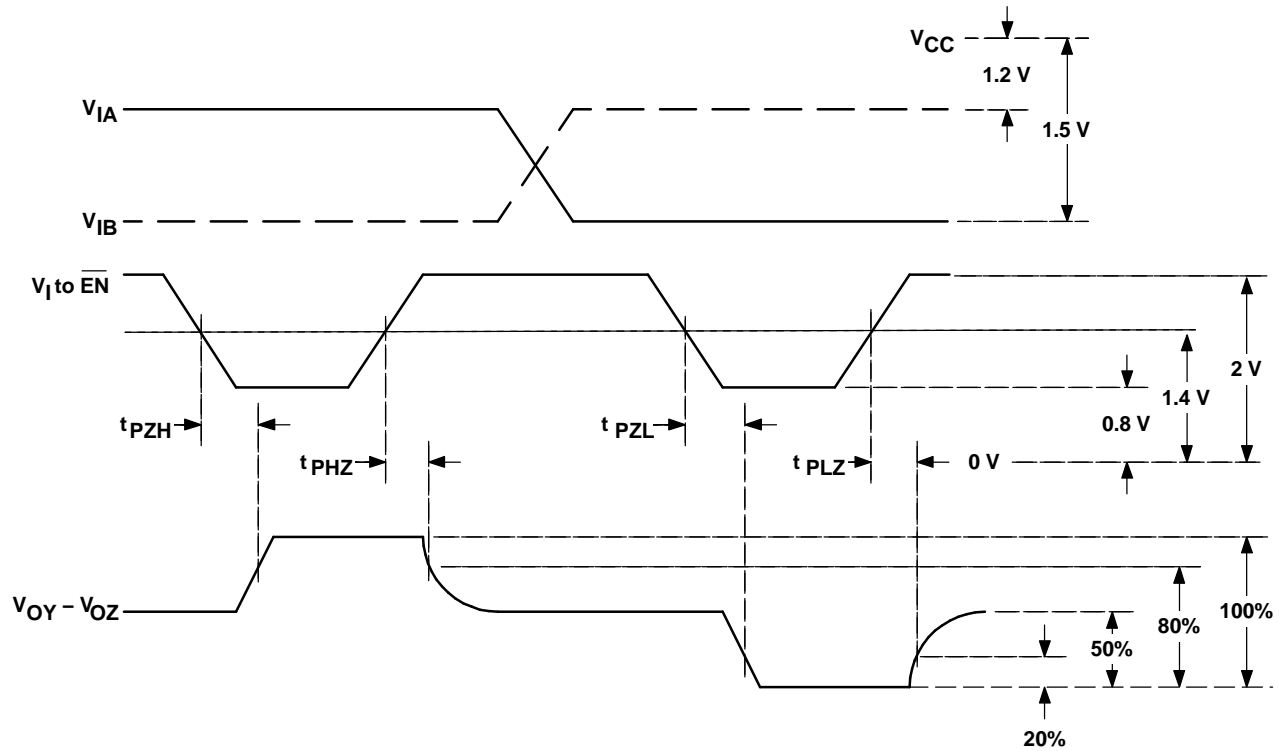 VCC
1.2 V
VIA
1.5 V
VIB
VI to E̅N̅
2 V
1.4 V
0.8 V
tPZH
tPZL
tPHZ
tPLZ
0 V
VOY – VOZ
100%
80%
50%
20%